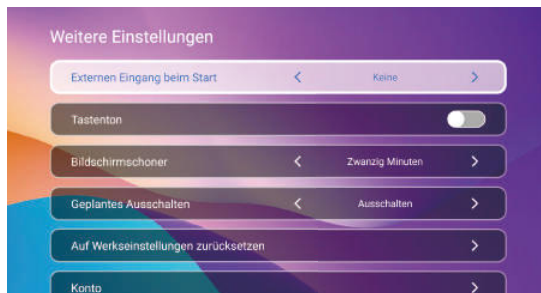 Weitere Einstellungen
Externen Eingang beim Start Keine
Tastenton
Bildschirmschoner Zwanzig Minuten
Geplantes Ausschalten Ausschalten
Auf Werkseinstellungen zurücksetzen
Konto